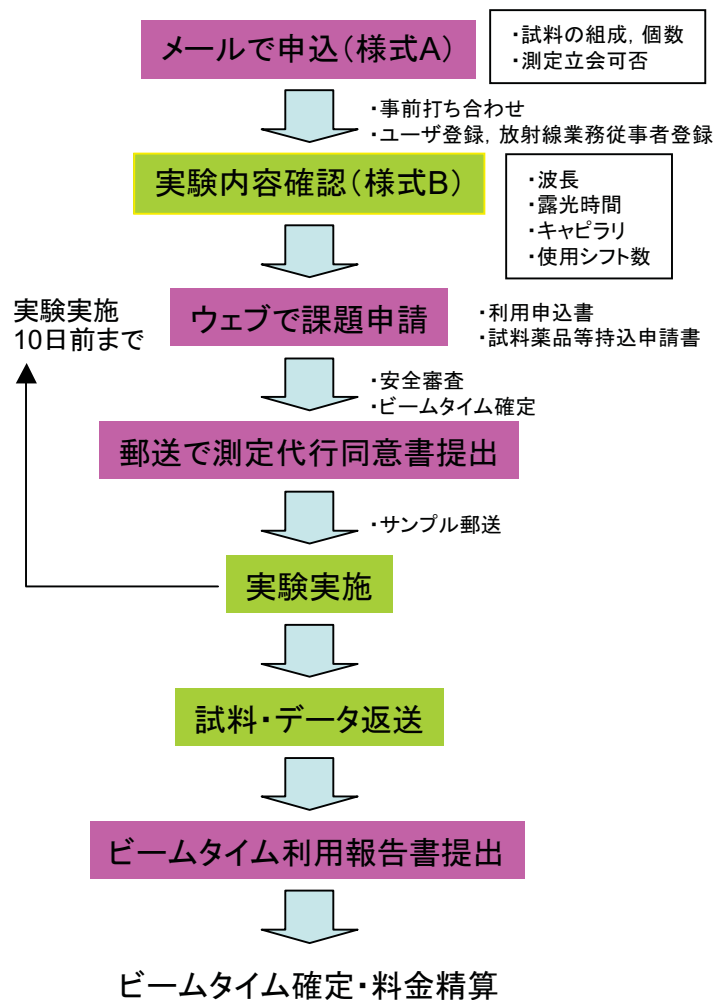 メールで申込（様式A）
・試料の組成, 個数
・測定立会可否
・事前打ち合わせ
・ユーザ登録, 放射線業務従事者登録
実験内容確認（様式B）
・波長
・露光時間
・キャピラリ
・使用シフト数
実験実施
10日前まで
ウェブで課題申請
・利用申込書
・試料薬品等持込申請書
・安全審査
・ビームタイム確定
郵送で測定代行同意書提出
・サンプル郵送
実験実施
試料・データ返送
ビームタイム利用報告書提出
ビームタイム確定・料金精算